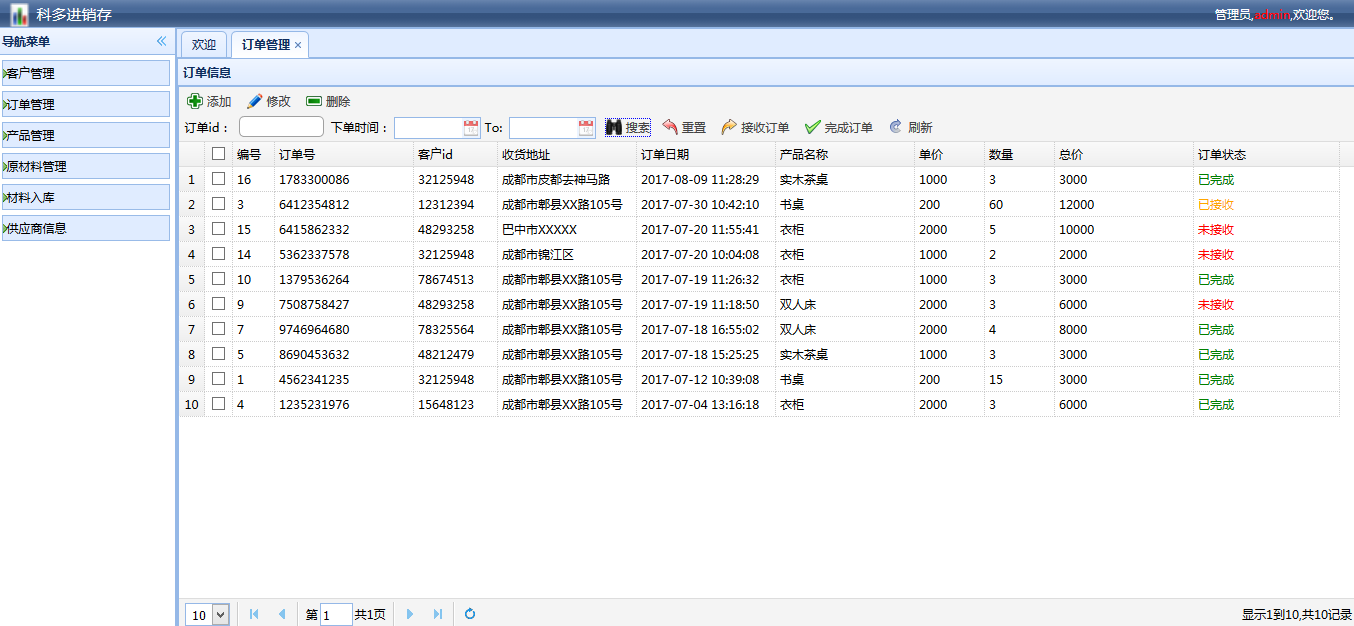 科多进销存
管理员,admin,欢迎您。
导航菜单
客户管理
订单管理
产品管理
原材料管理
材料入库
供应商信息
欢迎 订单管理
订单信息
添加 修改 删除
订单id： 下单时间： To: 搜索 重置 接收订单 完成订单 刷新
编号 订单号 客户id 收货地址 订单日期 产品名称 单价 数量 总价 订单状态
1 16 1783300086 32125948 成都市皮都去神马路 2017-08-09 11:28:29 实木茶桌 1000 3 3000 已完成
2 3 6412354812 12312394 成都市郫县XX路105号 2017-07-30 10:42:10 书桌 200 60 12000 已接收
3 15 6415862332 48293258 巴中市XXXXX 2017-07-20 11:55:41 衣柜 2000 5 10000 未接收
4 14 5362337578 32125948 成都市锦江区 2017-07-20 10:04:08 衣柜 1000 2 2000 未接收
5 10 1379536264 78674513 成都市郫县XX路105号 2017-07-19 11:26:32 衣柜 1000 3 3000 已完成
6 9 7508758427 48293258 成都市郫县XX路105号 2017-07-19 11:18:50 双人床 2000 3 6000 未接收
7 7 9746964680 78325564 成都市郫县XX路105号 2017-07-18 16:55:02 双人床 2000 4 8000 已完成
8 5 8690453632 48212479 成都市郫县XX路105号 2017-07-18 15:25:25 实木茶桌 1000 3 3000 已完成
9 1 4562341235 32125948 成都市郫县XX路105号 2017-07-12 10:39:08 书桌 200 15 3000 已完成
10 4 1235231976 15648123 成都市郫县XX路105号 2017-07-04 13:16:18 衣柜 2000 3 6000 已完成
10 第 1 共1页 显示1到10,共10记录